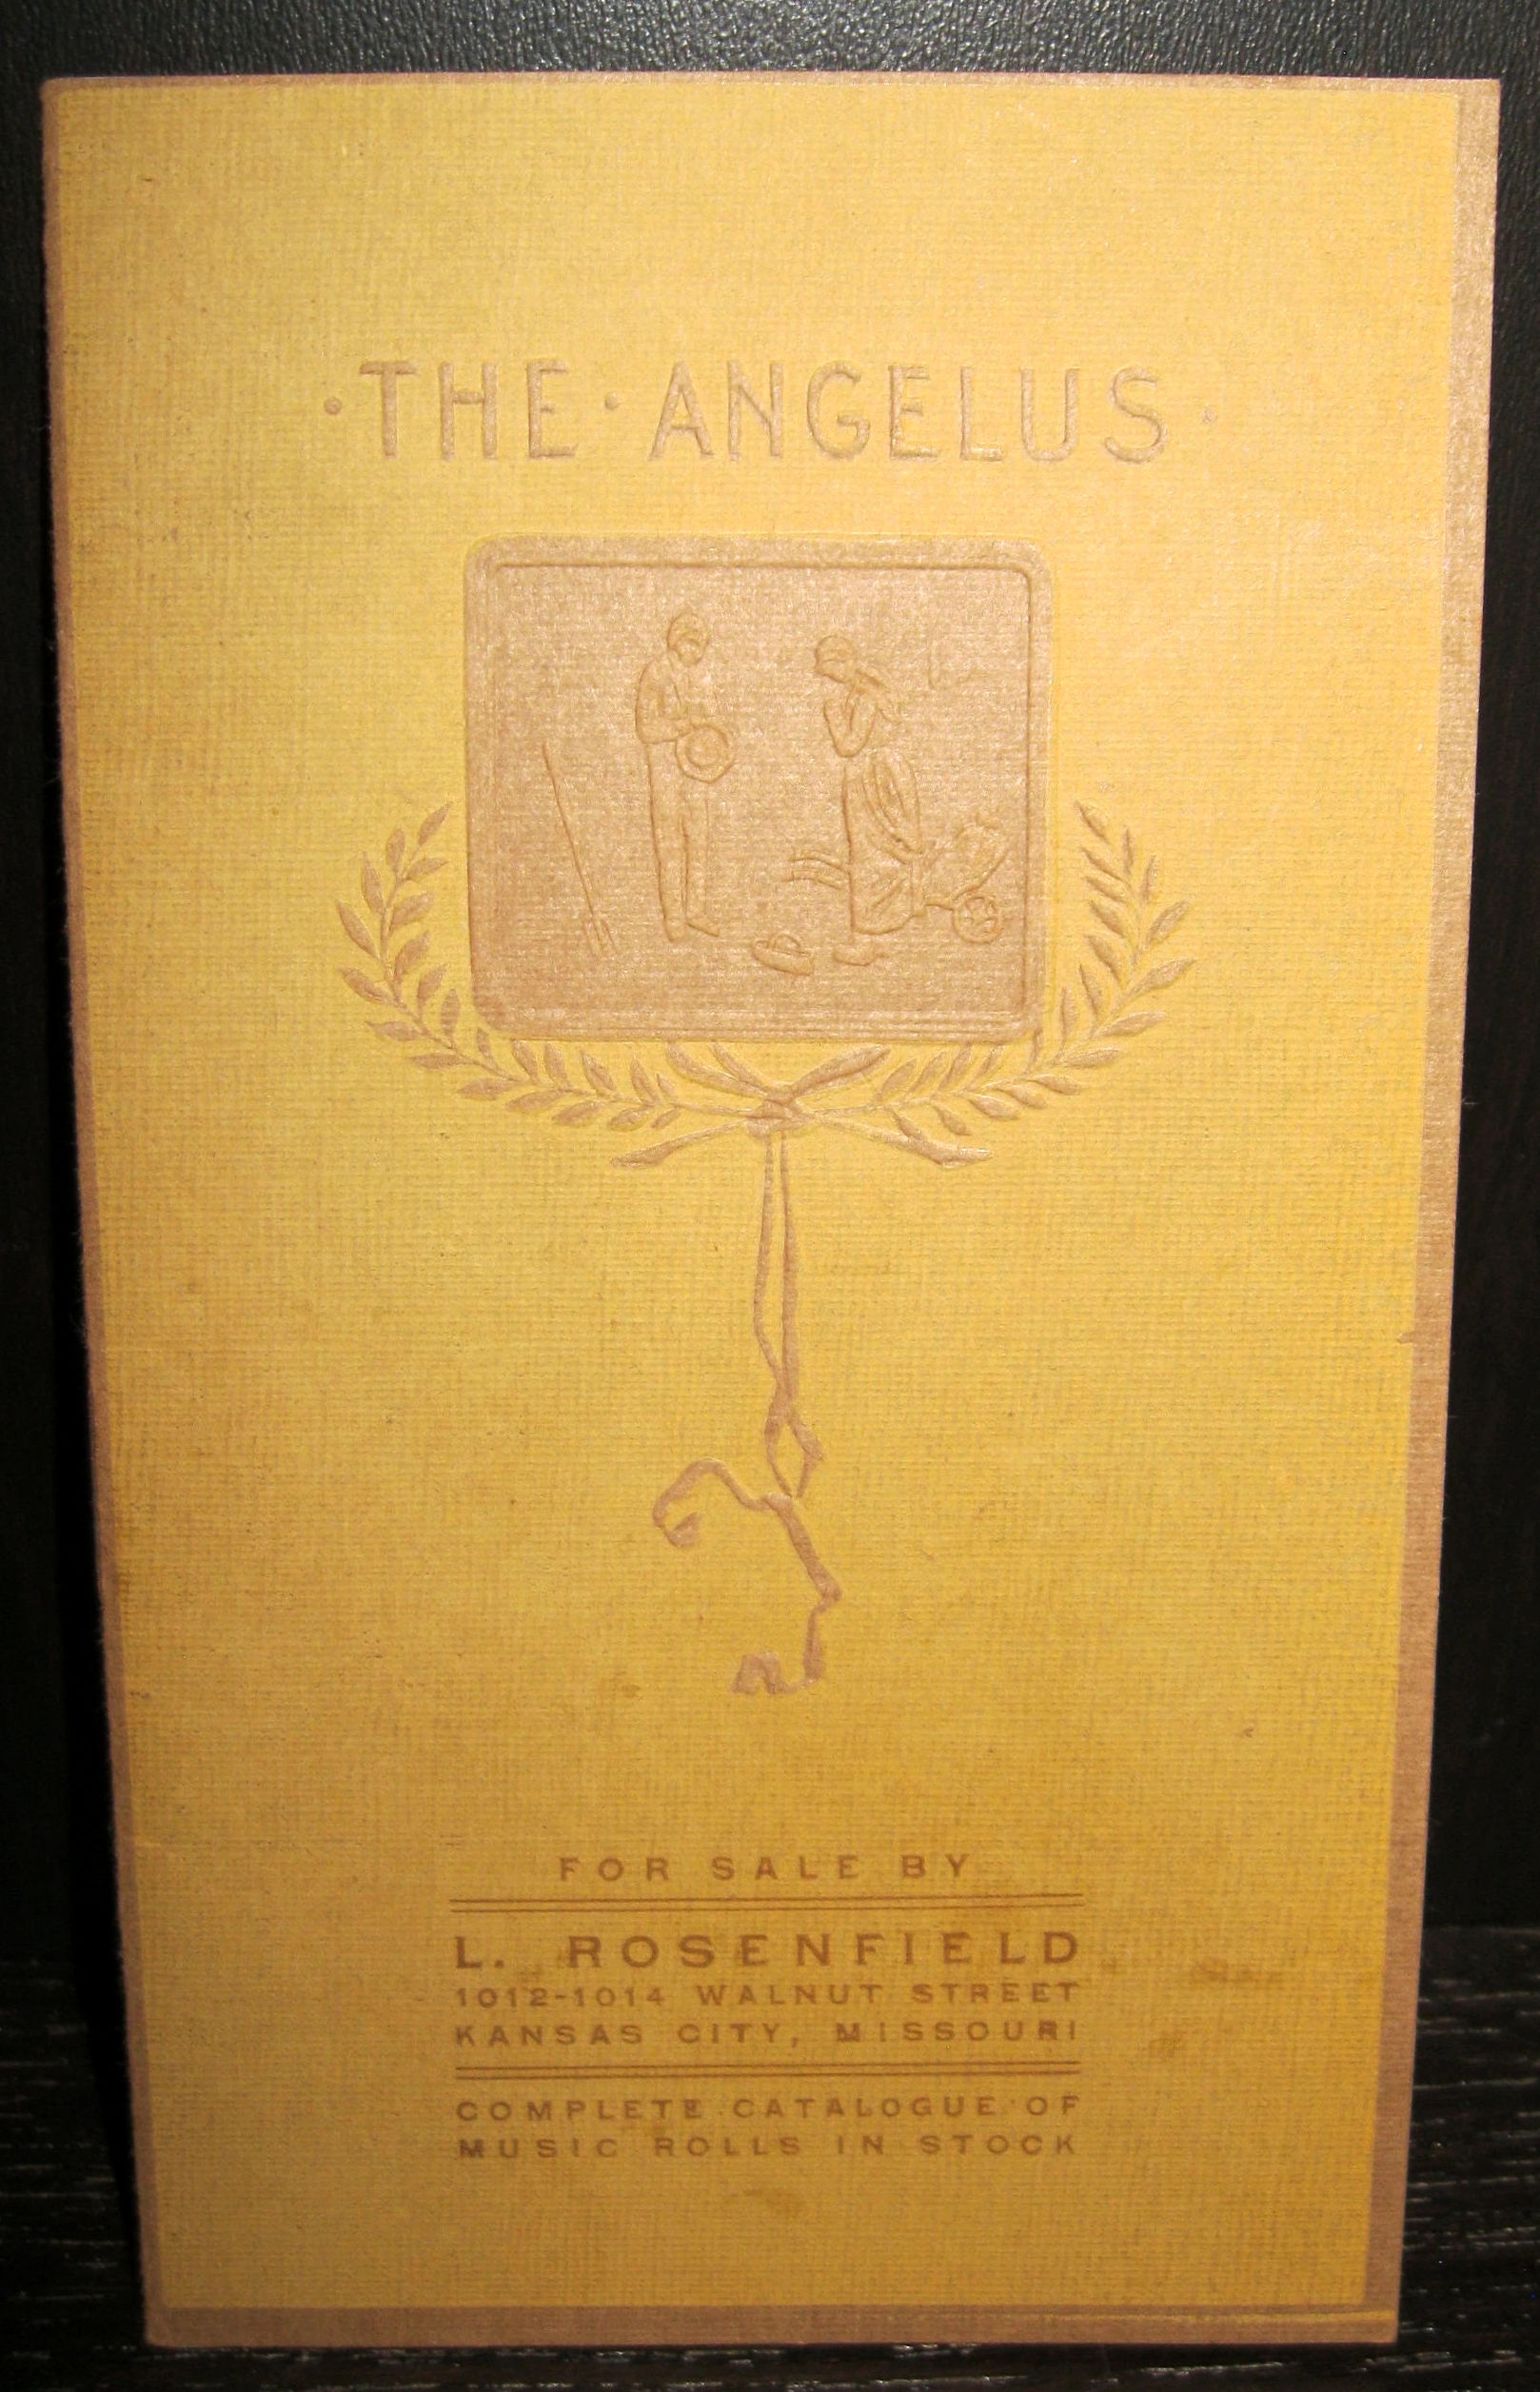 ·THE·ANGELUS·
FOR SALE BY
L. ROSENFIELD
1012-1014 WALNUT STREET
KANSAS CITY, MISSOURI
COMPLETE CATALOGUE OF
MUSIC ROLLS IN STOCK